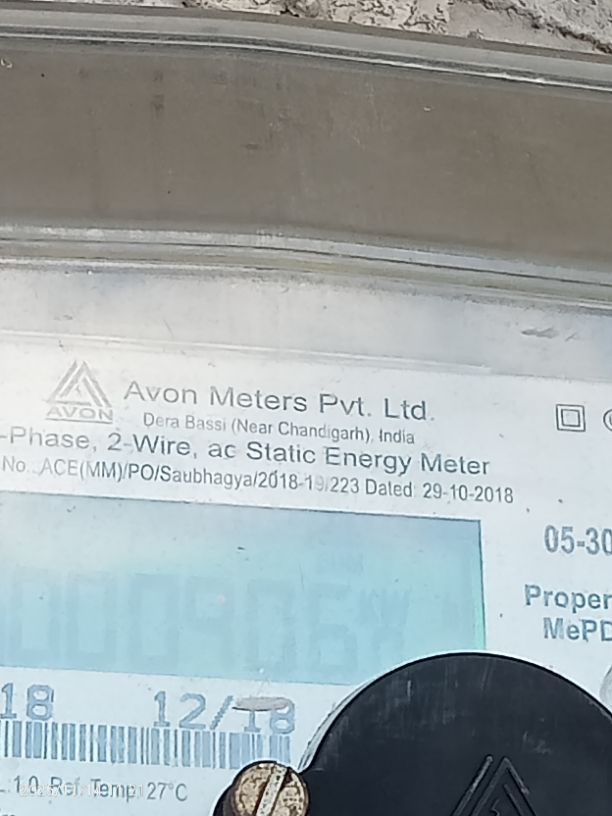 AVON
Avon Meters Pvt. Ltd.
Dera Bassi (Near Chandigarh), India
-Phase, 2-Wire, ac Static Energy Meter
No. ACE(MM)/PO/Saubhagya/2018-19/223 Dated: 29-10-2018
05-30
Proper
MePD
18 12/18
1.0 Ref. Temp. 27°C